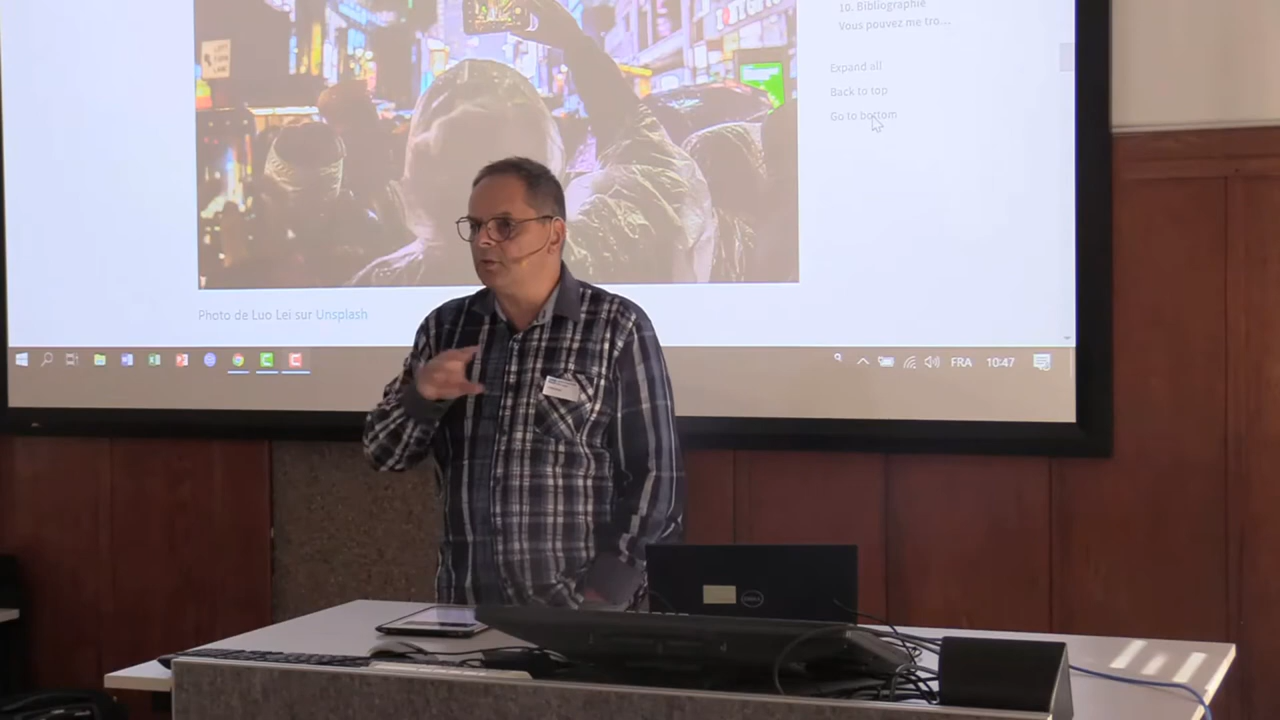 10. Bibliographie
Vous pouvez me tro...
Expand all
Back to top
Go to bottom
Photo de Luo Lei sur Unsplash
FRA
10:47
DELL